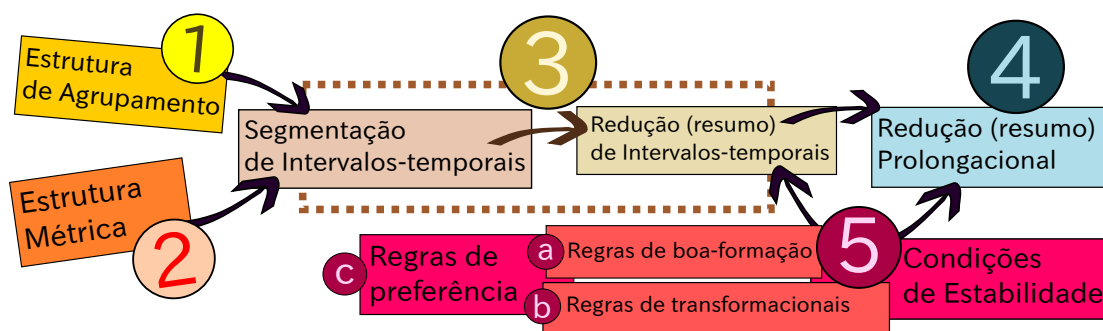 1
Estrutura
de Agrupamento
2
Estrutura
Métrica
3
Segmentação
de Intervalos-temporais
Redução (resumo)
de Intervalos-temporais
4
Redução (resumo)
Prolongacional
5
c
Regras de
preferência
a
Regras de boa-formação
b
Regras de transformacionais
Condições
de Estabilidade